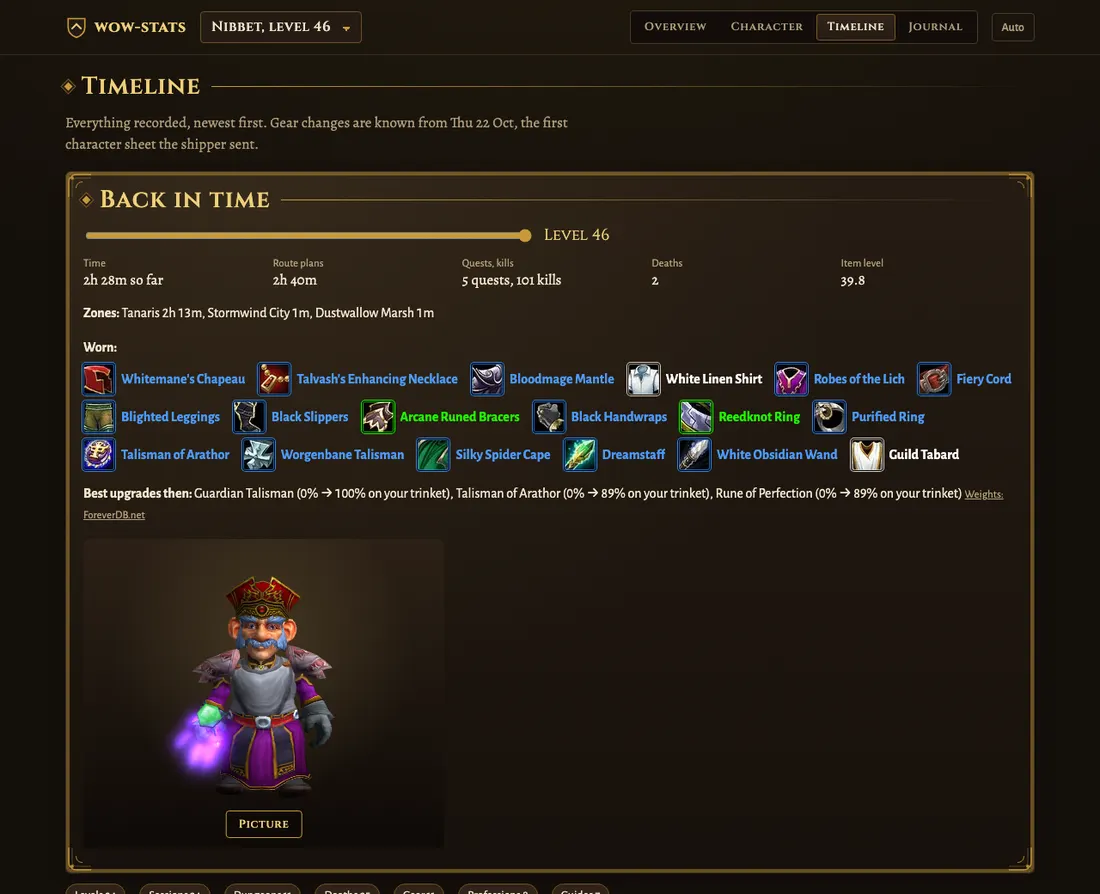 WOW-STATS
NIBBET, LEVEL 46
OVERVIEW CHARACTER TIMELINE JOURNAL Auto
TIMELINE
Everything recorded, newest first. Gear changes are known from Thu 22 Oct, the first
character sheet the shipper sent.
BACK IN TIME
LEVEL 46
Time Route plans Quests, kills Deaths Item level
2h 28m so far 2h 40m 5 quests, 101 kills 2 39.8
Zones: Tanaris 2h 13m, Stormwind City 1m, Dustwallow Marsh 1m
Worn:
Whitemane's Chapeau Talvash's Enhancing Necklace Bloodmage Mantle White Linen Shirt Robes of the Lich Fiery Cord
Blighted Leggings Black Slippers Arcane Runed Bracers Black Handwraps Reedknot Ring Purified Ring
Talisman of Arathor Worgenbane Talisman Silky Spider Cape Dreamstaff White Obsidian Wand Guild Tabard
Best upgrades then: Guardian Talisman (0% → 100% on your trinket), Talisman of Arathor (0% → 89% on your trinket), Rune of Perfection (0% → 89% on your trinket) Weights:
ForeverDB.net
PICTURE